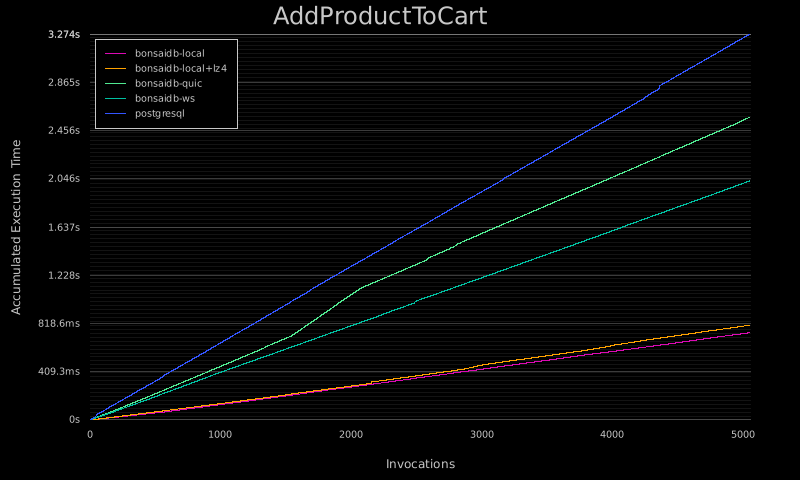 AddProductToCart
3.274s
2.865s
2.456s
2.046s
1.637s
1.228s
818.6ms
409.3ms
0s
bonsaidb-local
bonsaidb-local+lz4
bonsaidb-quic
bonsaidb-ws
postgresql
Accumulated Execution Time
0 1000 2000 3000 4000 5000
Invocations